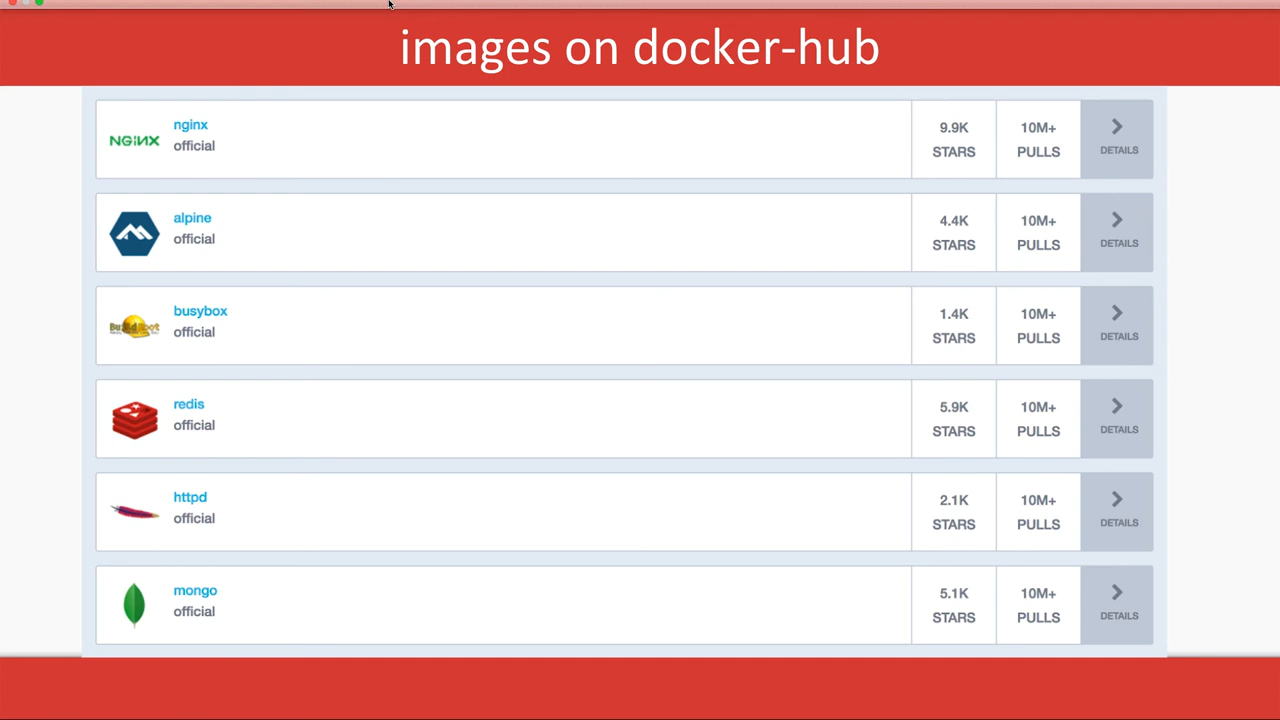 images on docker-hub
NGINX
nginx
official
9.9K
STARS
10M+
PULLS
DETAILS
alpine
official
4.4K
STARS
10M+
PULLS
DETAILS
busybox
official
1.4K
STARS
10M+
PULLS
DETAILS
redis
official
5.9K
STARS
10M+
PULLS
DETAILS
httpd
official
2.1K
STARS
10M+
PULLS
DETAILS
mongo
official
5.1K
STARS
10M+
PULLS
DETAILS